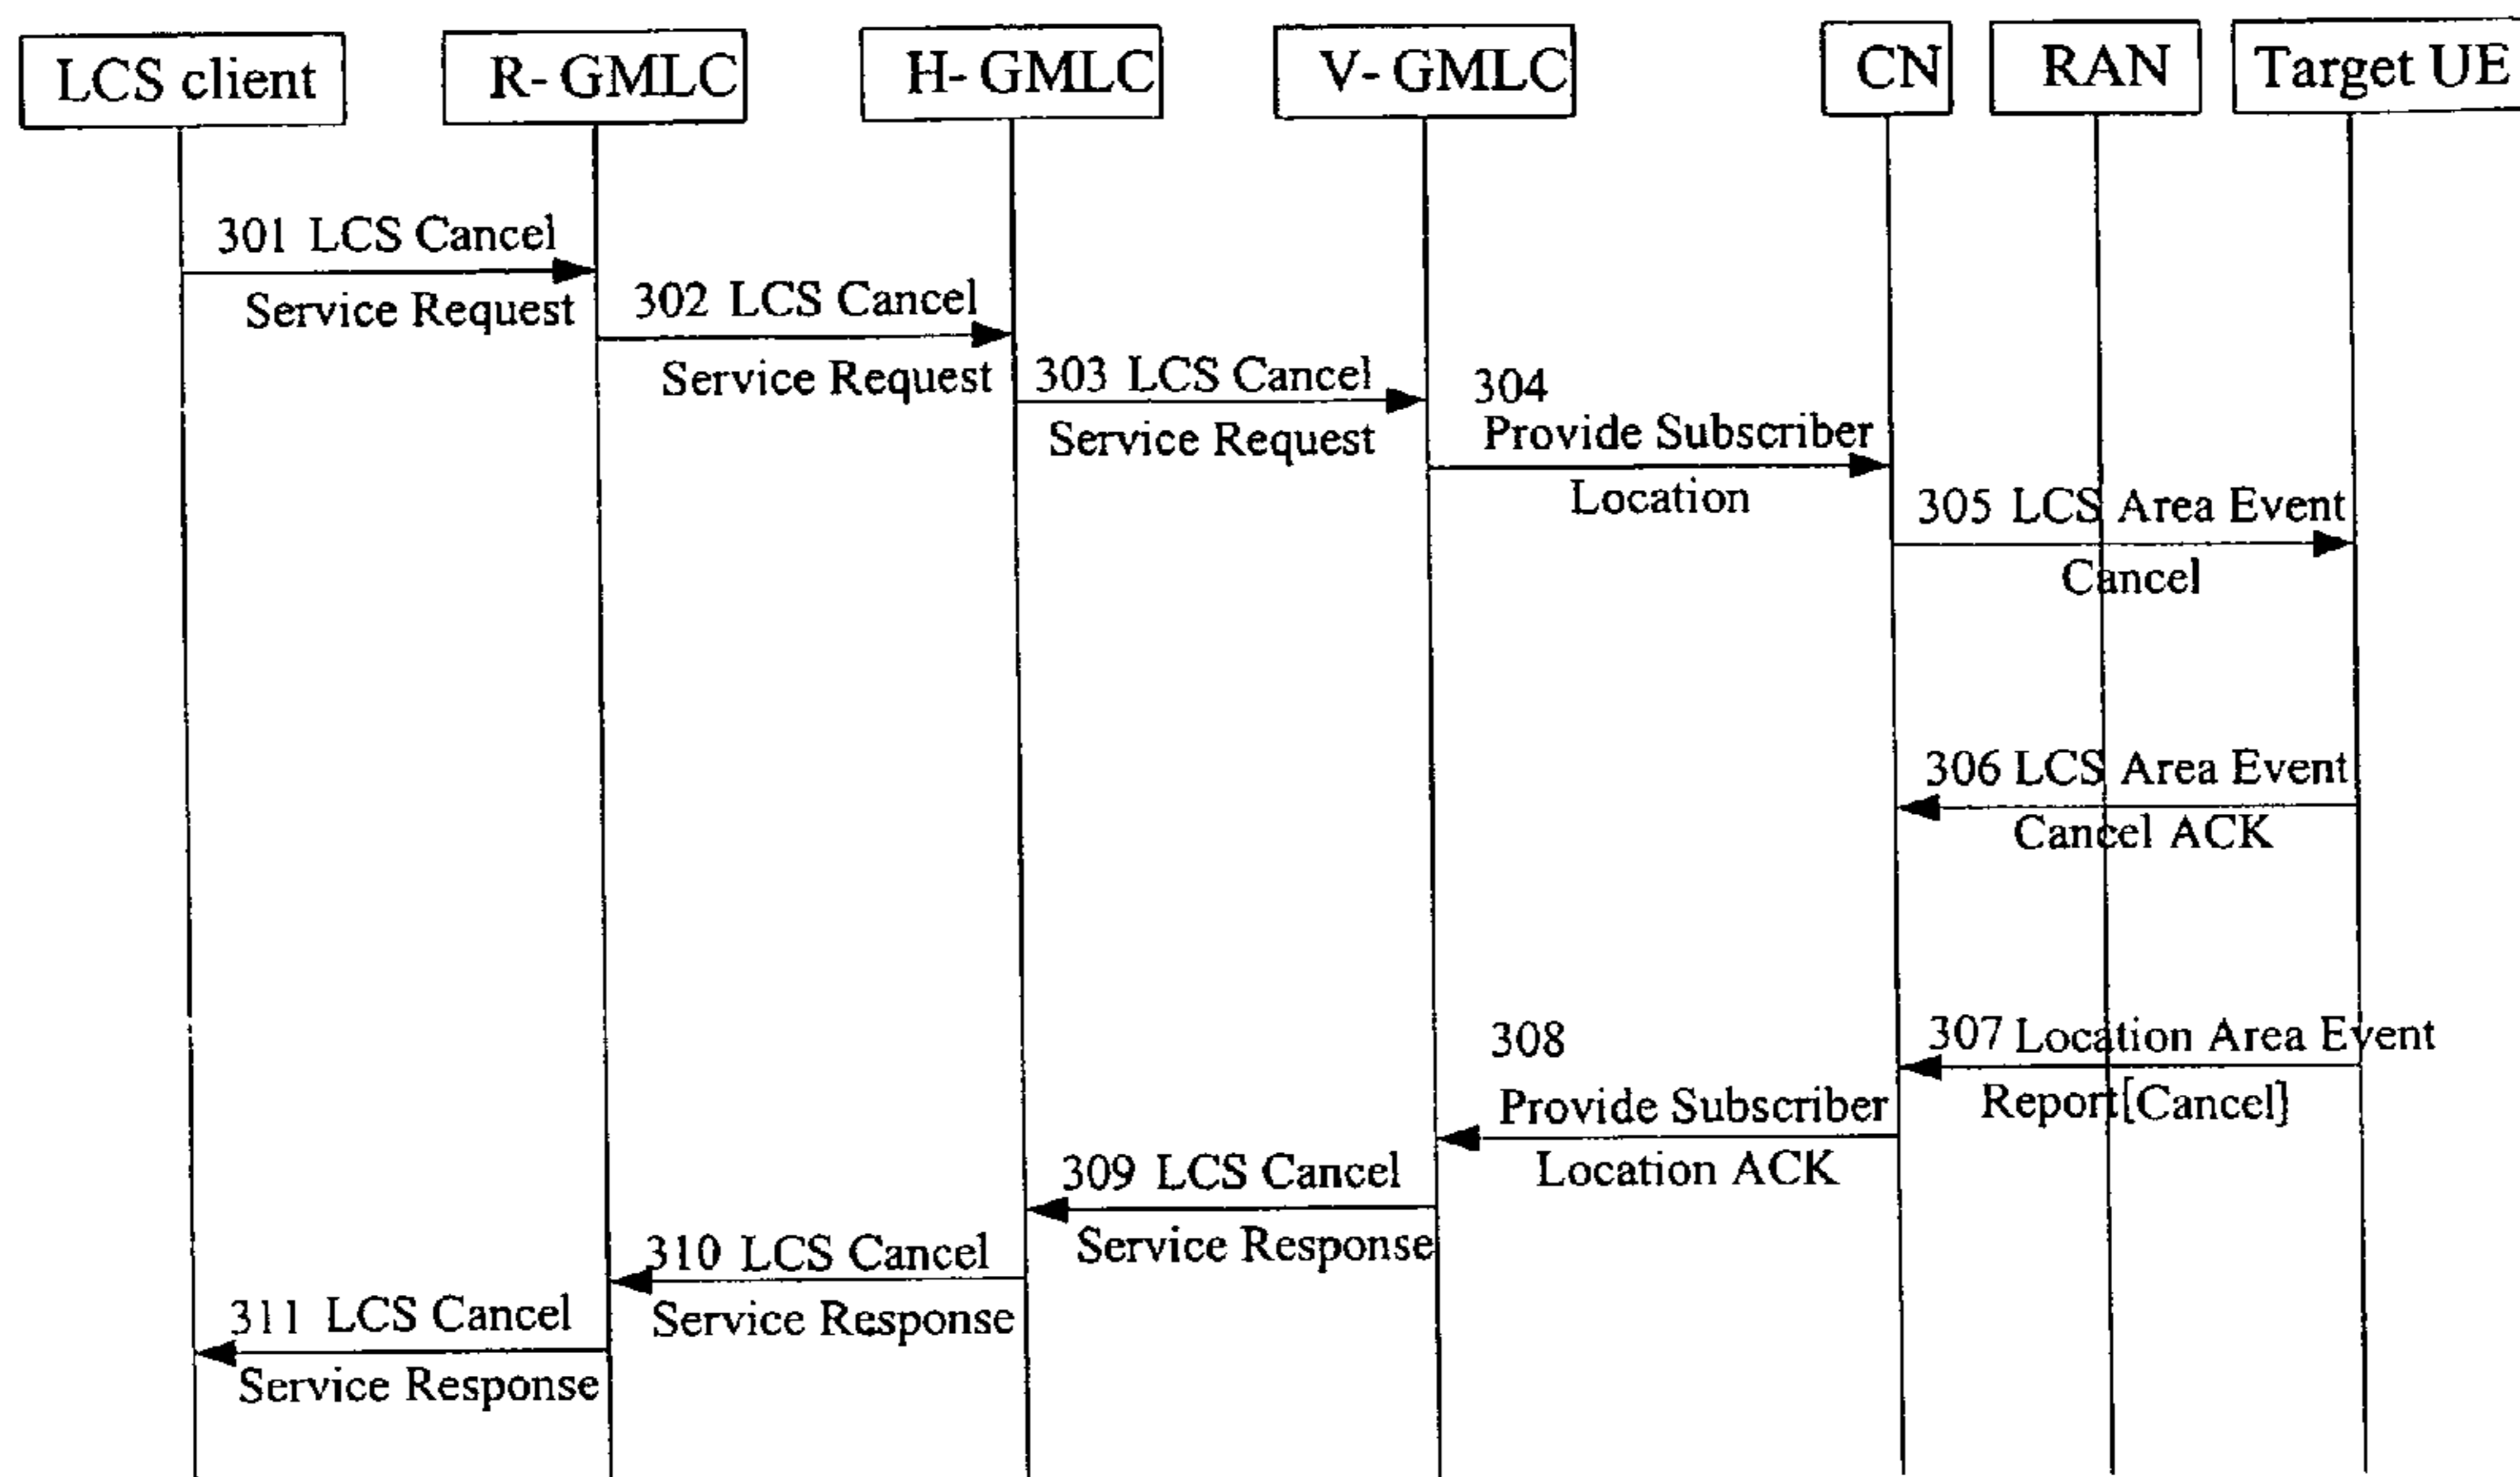 LCS client
R- GMLC
H- GMLC
V- GMLC
CN
RAN
Target UE
301 LCS Cancel
Service Request
302 LCS Cancel
Service Request
303 LCS Cancel
Service Request
304
Provide Subscriber
Location
305 LCS Area Event
Cancel
306 LCS Area Event
Cancel ACK
307 Location Area Event
Report[Cancel]
308
Provide Subscriber
Location ACK
309 LCS Cancel
Service Response
310 LCS Cancel
Service Response
311 LCS Cancel
Service Response